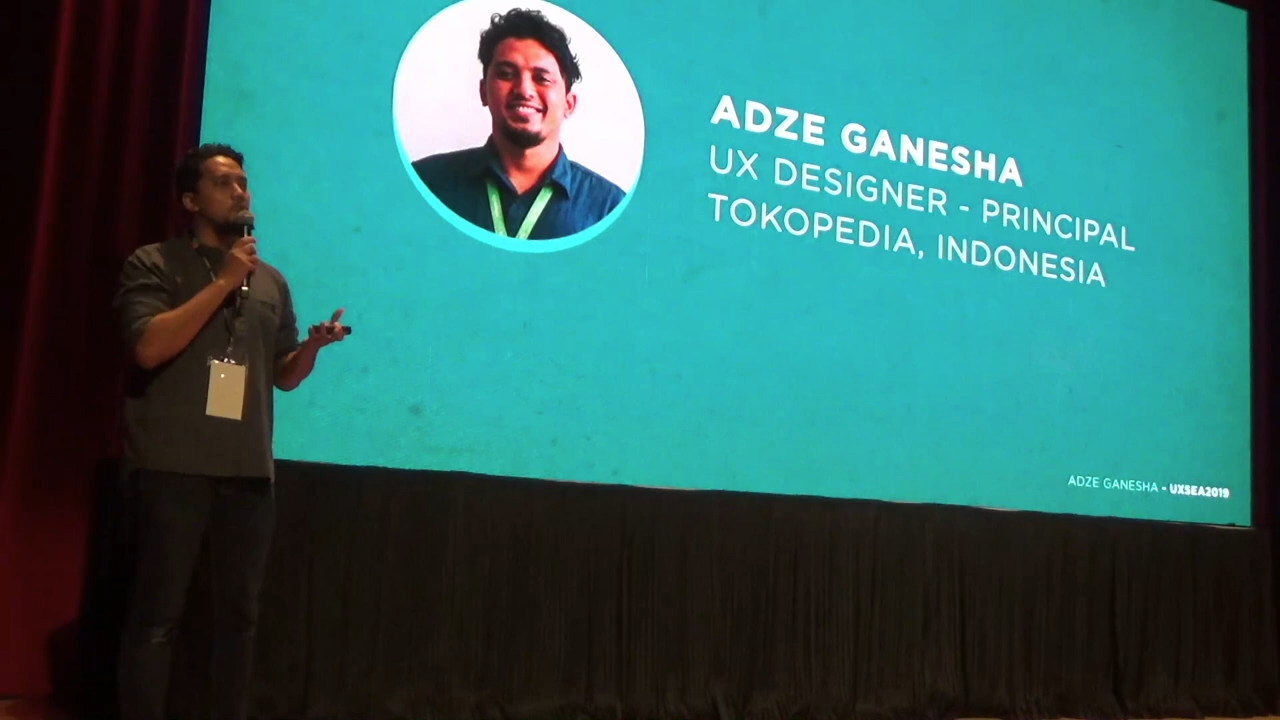 ADZE GANESHA
UX DESIGNER - PRINCIPAL
TOKOPEDIA, INDONESIA
ADZE GANESHA - UXSEA2019